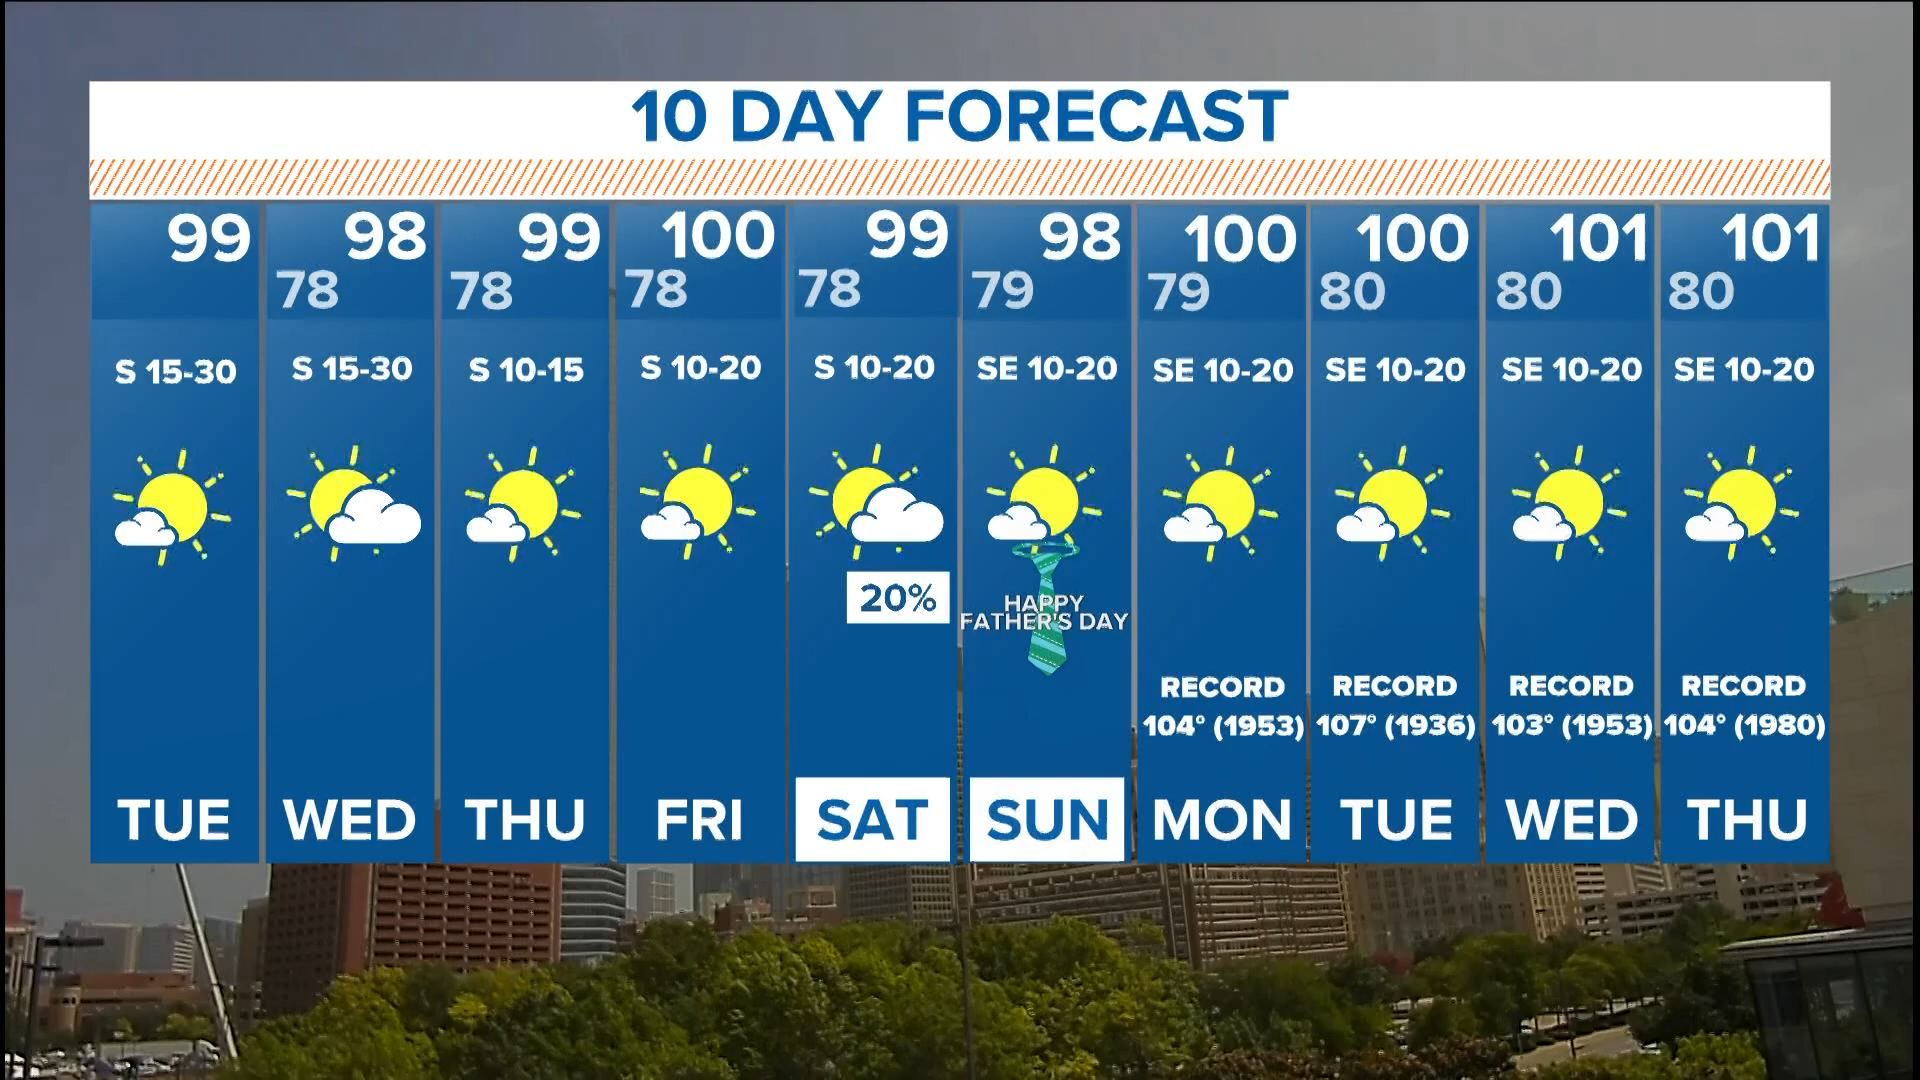 10 DAY FORECAST
99 98 99 100 99 98 100 100 101 101
78 78 78 78 79 79 80 80 80
S 15-30 S 15-30 S 10-15 S 10-20 S 10-20 SE 10-20 SE 10-20 SE 10-20 SE 10-20 SE 10-20
20%
HAPPY
FATHER'S DAY
RECORD RECORD RECORD RECORD
104° (1953) 107° (1936) 103° (1953) 104° (1980)
TUE WED THU FRI SAT SUN MON TUE WED THU